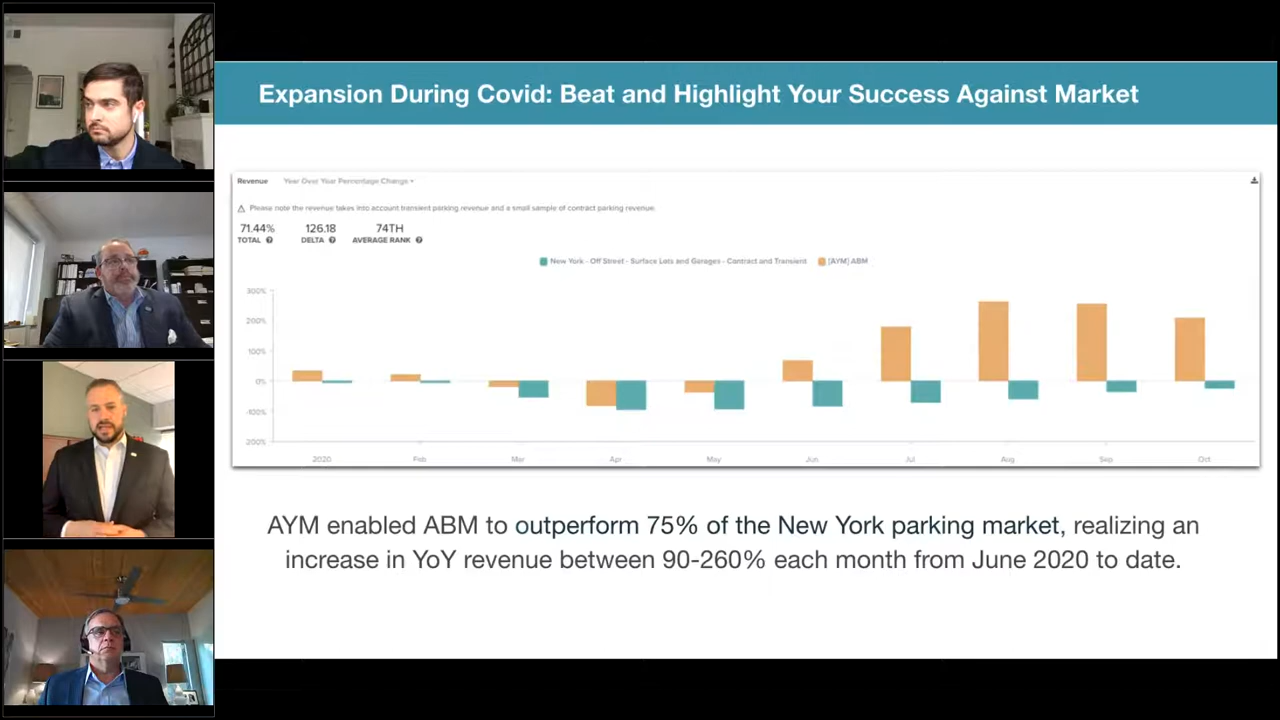 Expansion During Covid: Beat and Highlight Your Success Against Market
Revenue Year Over Year Percentage Change
Please note the revenue takes into account transient parking revenue and a small sample of contract parking revenue.
71.44% 126.18 74TH
TOTAL ? DELTA ? AVERAGE RANK ?
New York - Off Street - Surface Lots and Garages - Contract and Transient [AYM] ABM
300%
200%
100%
0%
-100%
-200%
2020 Feb Mar Apr May Jun Jul Aug Sep Oct
AYM enabled ABM to outperform 75% of the New York parking market, realizing an
increase in YoY revenue between 90-260% each month from June 2020 to date.